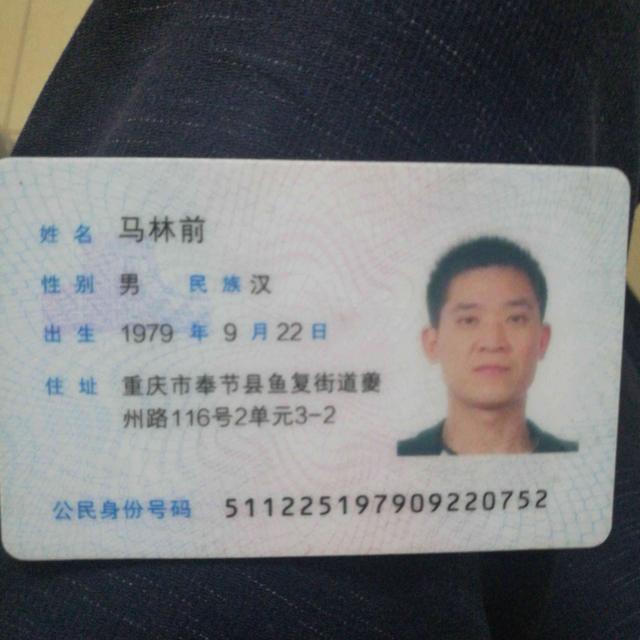 姓名 马林前
性别 男 民族 汉
出生 1979 年 9 月 22 日
住址 重庆市奉节县鱼复街道夔
州路116号2单元3-2
公民身份号码 511225197909220752